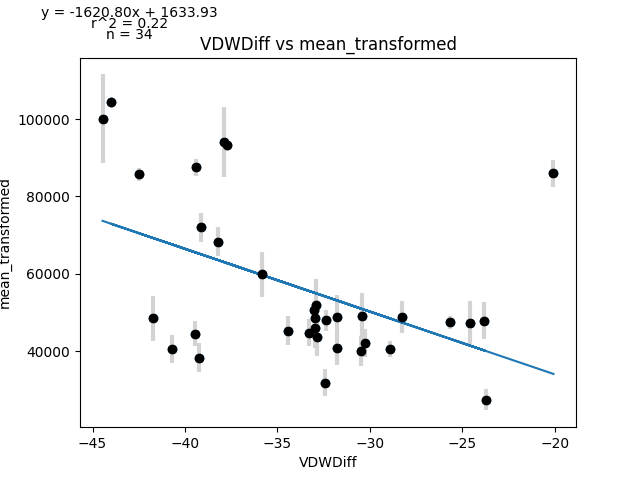 y = -1620.80x + 1633.93
r^2 = 0.22
n = 34
VDWDiff vs mean_transformed
mean_transformed
100000
80000
60000
40000
−45 −40 −35 −30 −25 −20
VDWDiff